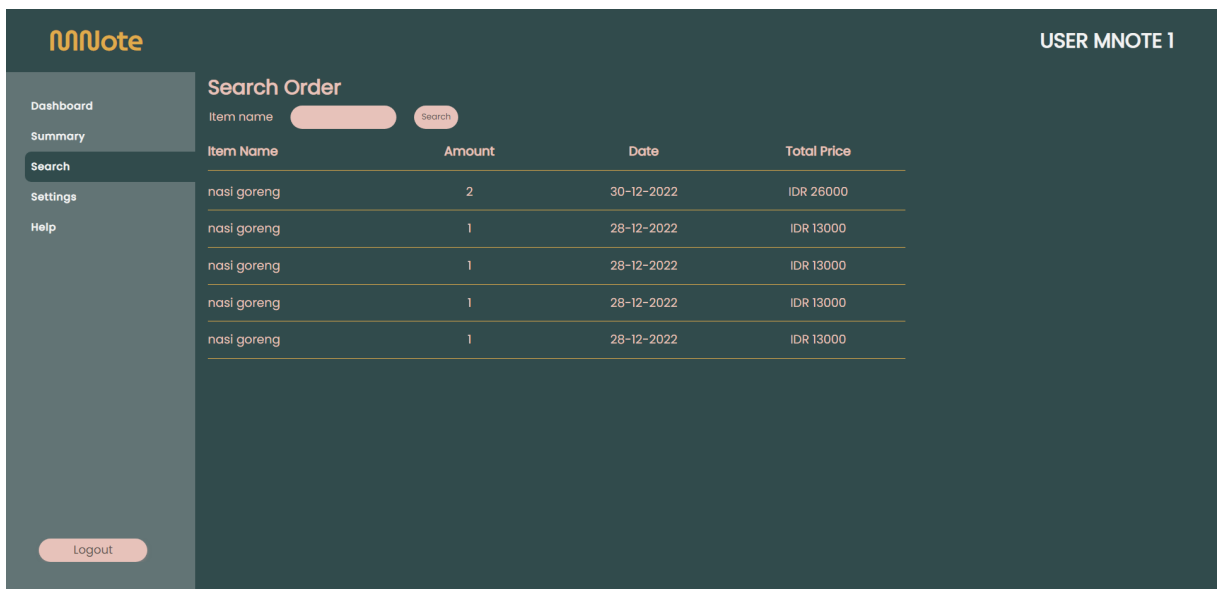 MNote
USER MNOTE 1
Dashboard
Summary
Search
Settings
Help
Logout
Search Order
Item name Search
Item Name Amount Date Total Price
nasi goreng 2 30-12-2022 IDR 26000
nasi goreng 1 28-12-2022 IDR 13000
nasi goreng 1 28-12-2022 IDR 13000
nasi goreng 1 28-12-2022 IDR 13000
nasi goreng 1 28-12-2022 IDR 13000